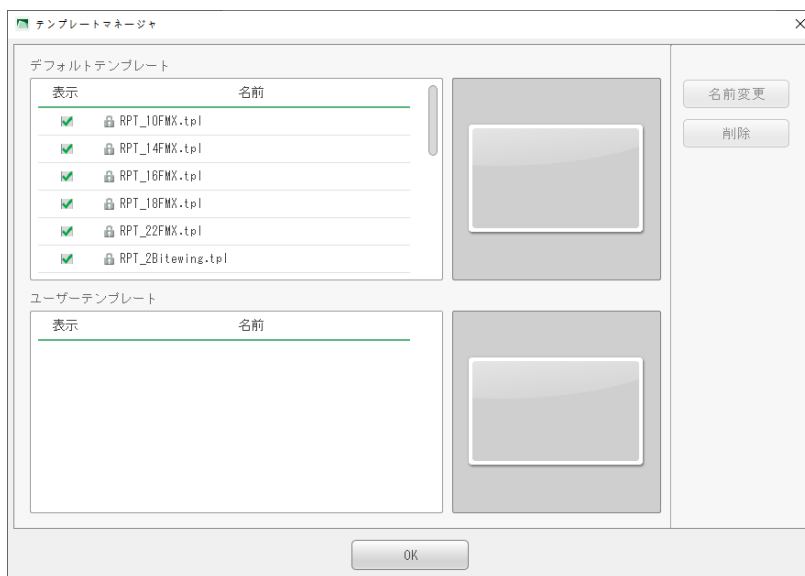 テンプレートマネージャ
デフォルトテンプレート
表示 名前
RPT_10FMX.tpl
RPT_14FMX.tpl
RPT_16FMX.tpl
RPT_18FMX.tpl
RPT_22FMX.tpl
RPT_2Bitewing.tpl
名前変更
削除
ユーザーテンプレート
表示 名前
OK